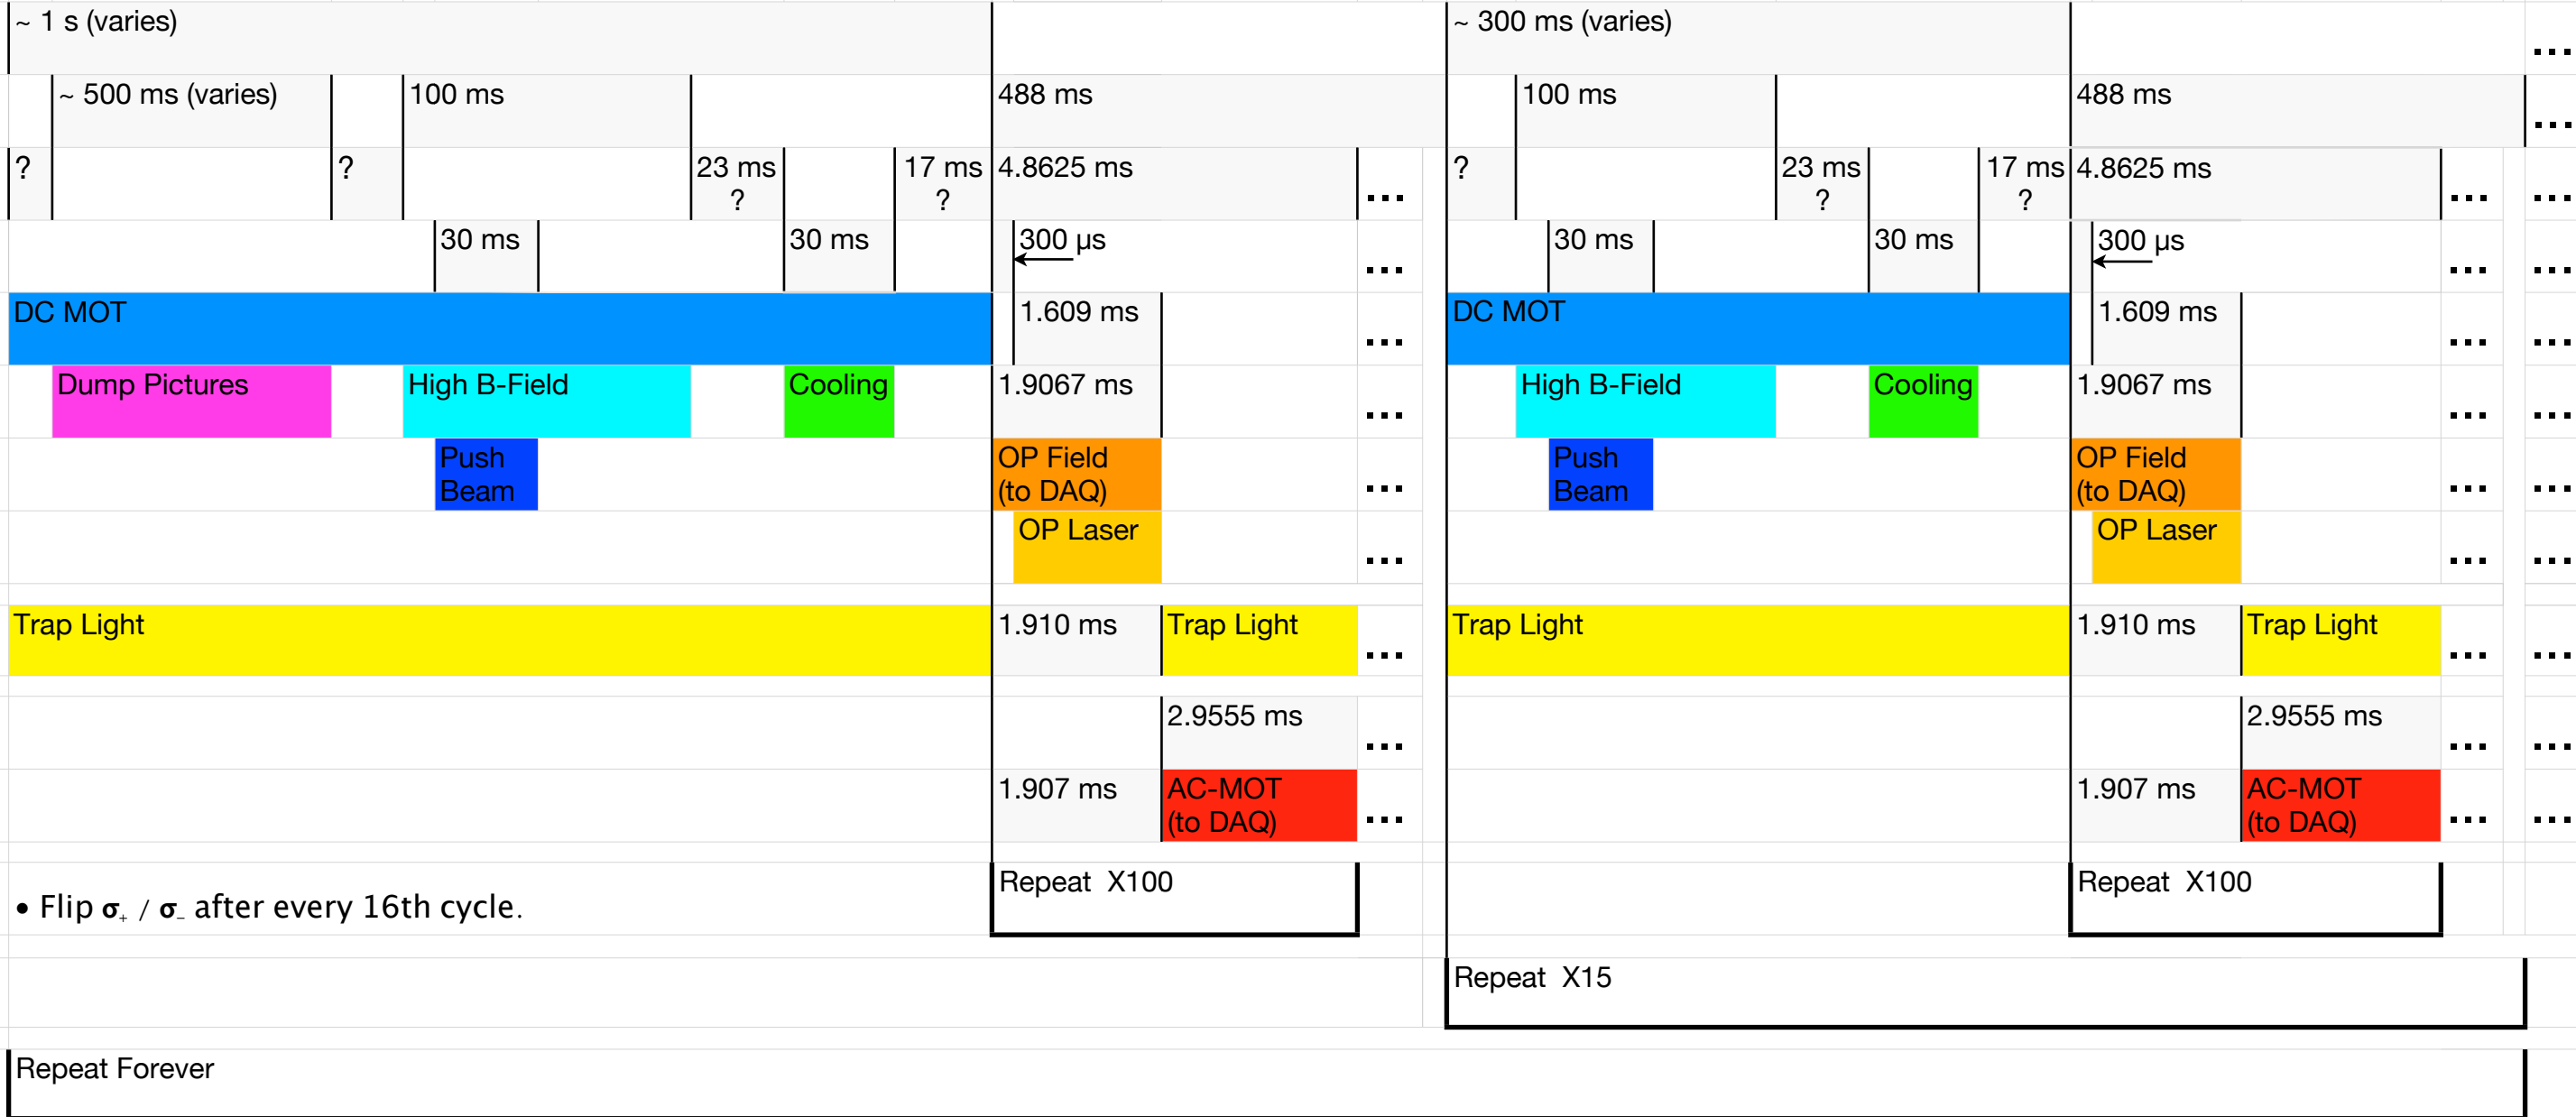 ~ 1 s (varies)
~ 300 ms (varies)
...
~ 500 ms (varies)
100 ms
488 ms
100 ms
488 ms
...
?
?
23 ms
?
17 ms
?
4.8625 ms
...
?
23 ms
?
17 ms
?
4.8625 ms
...
...
30 ms
30 ms
300 µs
...
30 ms
30 ms
300 µs
...
...
DC MOT
1.609 ms
...
DC MOT
1.609 ms
...
...
Dump Pictures
High B-Field
Cooling
1.9067 ms
...
High B-Field
Cooling
1.9067 ms
...
...
Push
Beam
OP Field
(to DAQ)
...
Push
Beam
OP Field
(to DAQ)
...
...
OP Laser
...
OP Laser
...
...
Trap Light
1.910 ms
Trap Light
...
Trap Light
1.910 ms
Trap Light
...
...
2.9555 ms
...
2.9555 ms
...
...
1.907 ms
AC-MOT
(to DAQ)
...
1.907 ms
AC-MOT
(to DAQ)
...
...
• Flip σ₊ / σ₋ after every 16th cycle.
Repeat X100
Repeat X100
Repeat X15
Repeat Forever